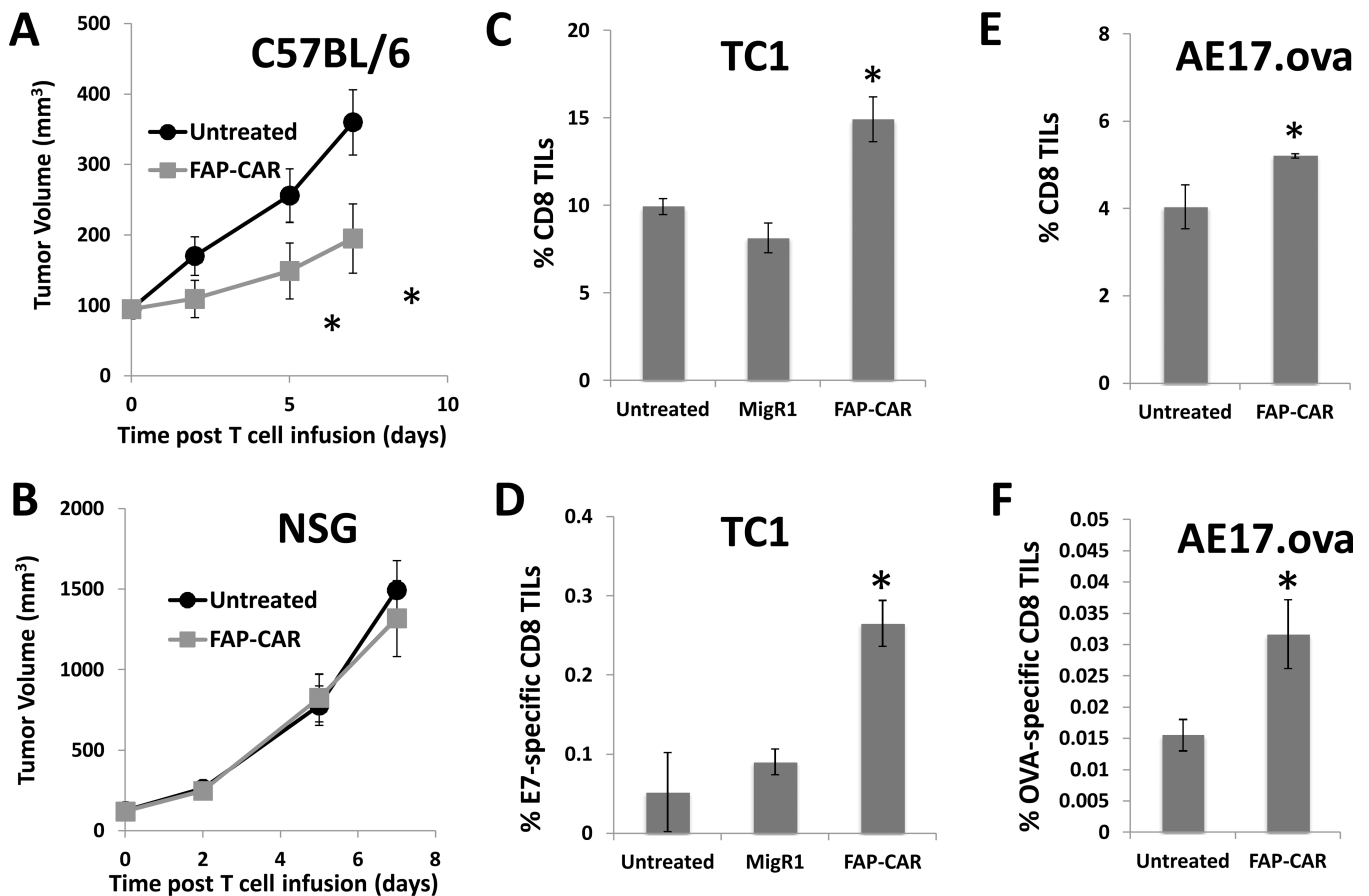 A
C57BL/6
Tumor Volume (mm³)
500
400
300
200
100
0
Untreated
FAP-CAR
*
*
0 5 10
Time post T cell infusion (days)
B
NSG
Tumor Volume (mm³)
2000
1500
1000
500
0
Untreated
FAP-CAR
0 2 4 6 8
Time post T cell infusion (days)
C
TC1
% CD8 TILs
20
15
10
5
0
*
Untreated MigR1 FAP-CAR
D
TC1
% E7-specific CD8 TILs
0.4
0.3
0.2
0.1
0
*
Untreated MigR1 FAP-CAR
E
AE17.ova
% CD8 TILs
8
6
4
2
0
*
Untreated FAP-CAR
F
AE17.ova
% OVA-specific CD8 TILs
0.05
0.045
0.04
0.035
0.03
0.025
0.02
0.015
0.01
0.005
0
*
Untreated FAP-CAR